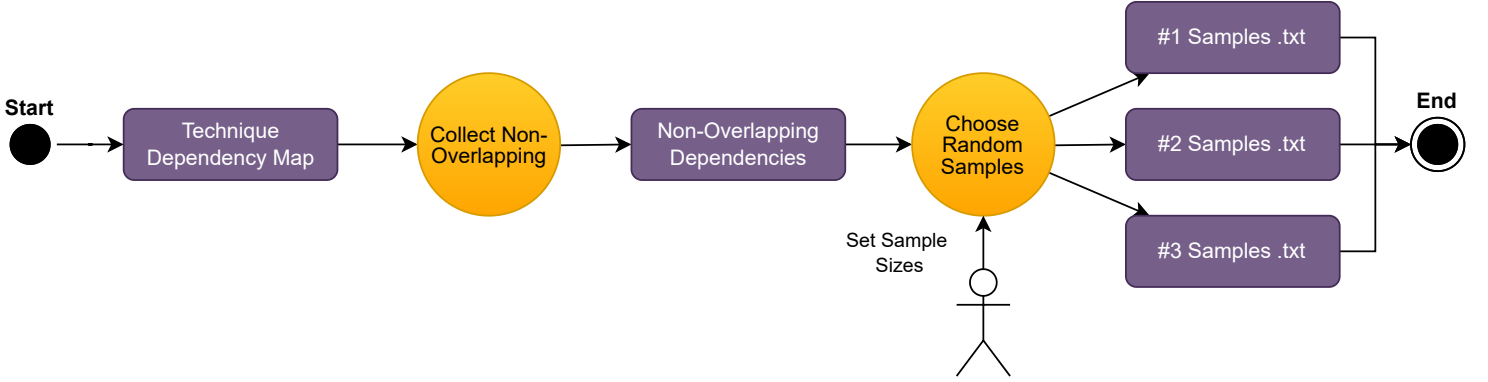 Start
Technique
Dependency Map
Collect Non-
Overlapping
Non-Overlapping
Dependencies
Choose
Random
Samples
Set Sample
Sizes
#1 Samples .txt
#2 Samples .txt
#3 Samples .txt
End